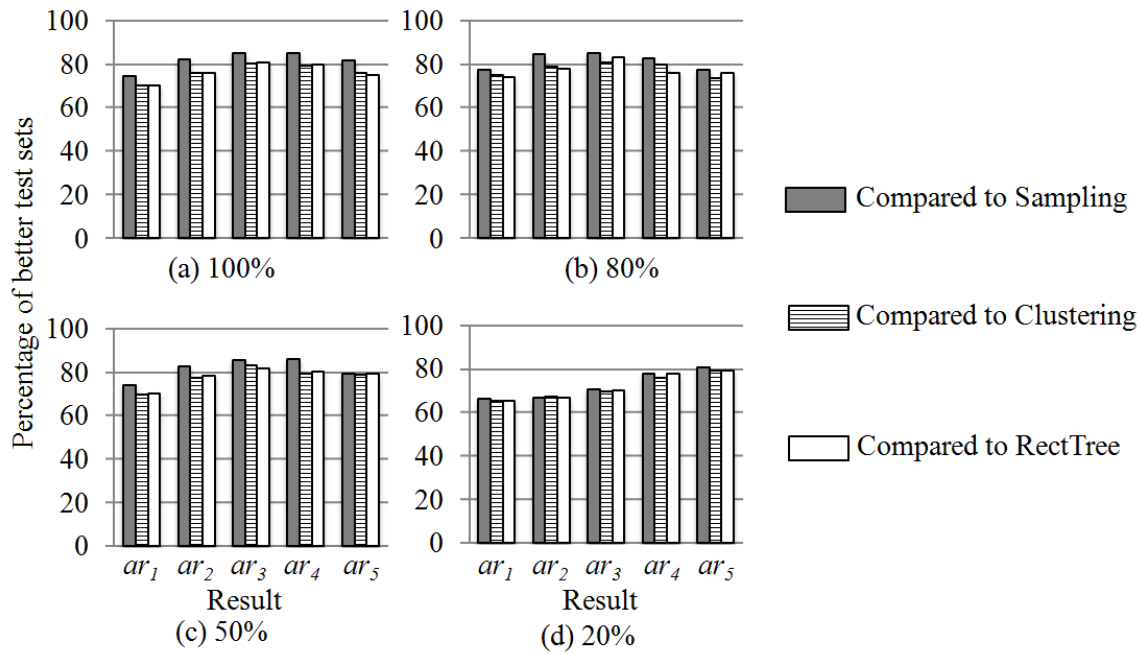 Percentage of better test sets
100
80
60
40
20
0
(a) 100%
100
80
60
40
20
0
(b) 80%
100
80
60
40
20
0
ar1 ar2 ar3 ar4 ar5
Result
(c) 50%
100
80
60
40
20
0
ar1 ar2 ar3 ar4 ar5
Result
(d) 20%
Compared to Sampling
Compared to Clustering
Compared to RectTree